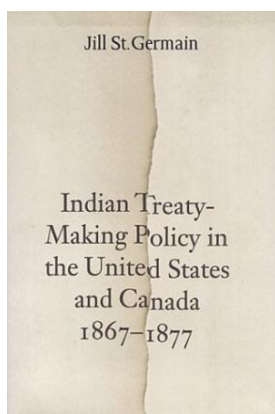 Jill St. Germain
Indian Treaty-
Making Policy in
the United States
and Canada
1867–1877